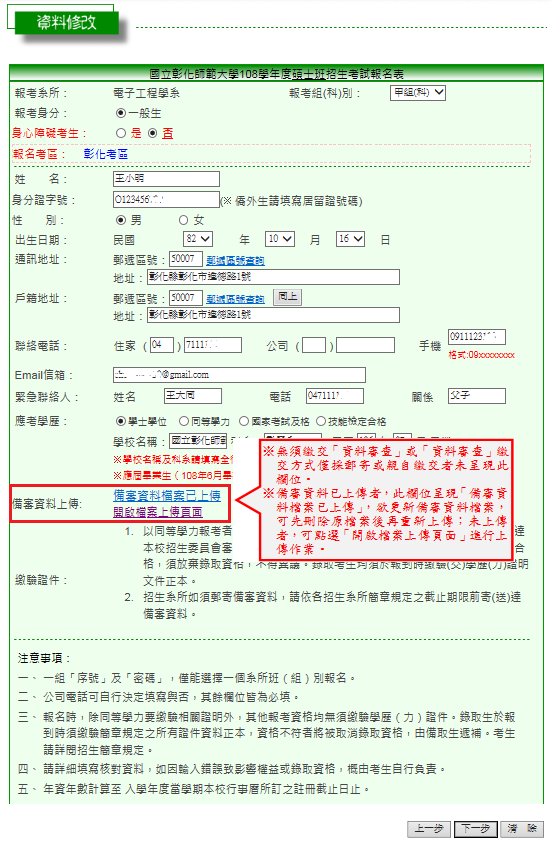 資料修改
國立彰化師範大學108學年度碩士班招生考試報名表
報考系所： 電子工程學系 報考組(科)別： 甲組(科)
報考身分： 一般生
身心障礙考生： 是 否
報名考區： 彰化考區
姓 名： 王小明
身分證字號： O123456 (※ 僑外生請填寫居留證號碼)
性 別： 男 女
出生日期： 民國 82 年 10 月 16 日
通訊地址： 郵遞區號： 50007 郵遞區號查詢
地址： 彰化縣彰化市進德路1號
戶籍地址： 郵遞區號： 50007 郵遞區號查詢 同上
地址： 彰化縣彰化市進德路1號
聯絡電話： 住家 ( 04 ) 7111 公司 ( ) 手機 0911123
格式:09xxxxxxxx
Email信箱： @gmail.com
緊急聯絡人： 姓名 王大同 電話 047111 關係 父子
應考學歷： 學士學位 同等學力 國家考試及格 技能檢定合格
學校名稱： 國立彰化師範
※學校名稱及科系請填寫全
※應屆畢業生（108年6月畢
※無須繳交「資料審查」或「資料審查」繳
交方式僅採郵寄或親自繳交者未呈現此
欄位。
※備審資料已上傳者，此欄位呈現「備審資
料檔案已上傳」，欲更新備審資料檔案，
可先刪除原檔案後再重新上傳；未上傳
者，可點選「開啟檔案上傳頁面」進行上
傳作業。
備審資料上傳: 備審資料檔案已上傳
開啟檔案上傳頁面
繳驗證件：
1. 以同等學力報考者 達
本校招生委員會審 合
格，須放棄錄取資格，不得異議。錄取考生均須於報到時繳驗(交)學歷(力)證明
文件正本。
2. 招生系所如須郵寄備審資料，請依各招生系所簡章規定之截止期限前寄(送)達
備審資料。
注意事項：
一、 一組「序號」及「密碼」，僅能選擇一個系所班（組）別報名。
二、 公司電話可自行決定填寫與否，其餘欄位皆為必填。
三、 報名時，除同等學力要繳驗相關證明外，其他報考資格均無須繳驗學歷（力）證件。錄取生於報
到時須繳驗簡章規定之所有證件資料正本，資格不符者將被取消錄取資格，由備取生遞補。考生
請詳閱招生簡章規定。
四、 請詳細填寫核對資料，如因輸入錯誤致影響權益或錄取資格，概由考生自行負責。
五、 年資年數計算至 入學年度當學期本校行事曆所訂之註冊截止日止。
上一步 下一步 清 除